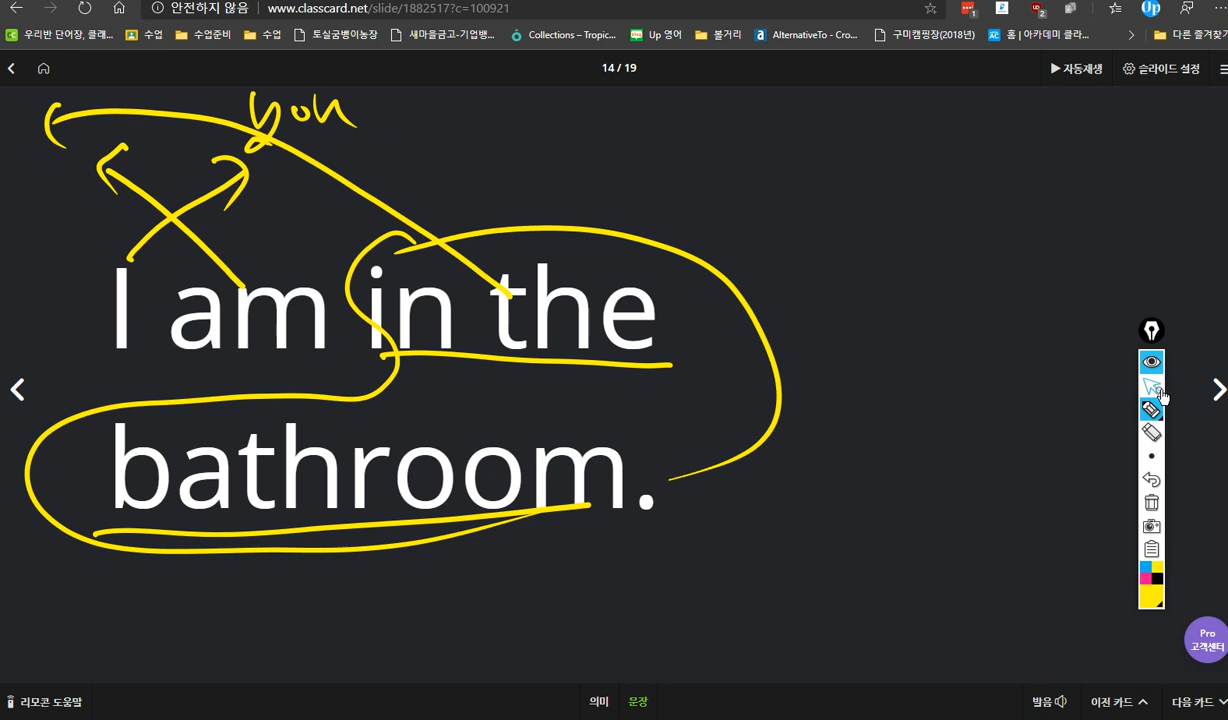 안전하지 않음 www.classcard.net/slide/1882517?c=100921
1
2
Up
우리반 단어장, 클래... 수업 수업준비 수업 토실굼벵이농장 새마을금고-기업뱅... Collections – Tropic... Up 영어 볼거리 a AlternativeTo - Cro... 구미캠핑장(2018년) AC 홈 | 아카데미 클라... 다른 즐겨찾기
14 / 19 자동재생 슬라이드 설정
you
I am in the
bathroom.
Pro
고객센터
리모콘 도움말 의미 문장 발음 이전 카드 다음 카드